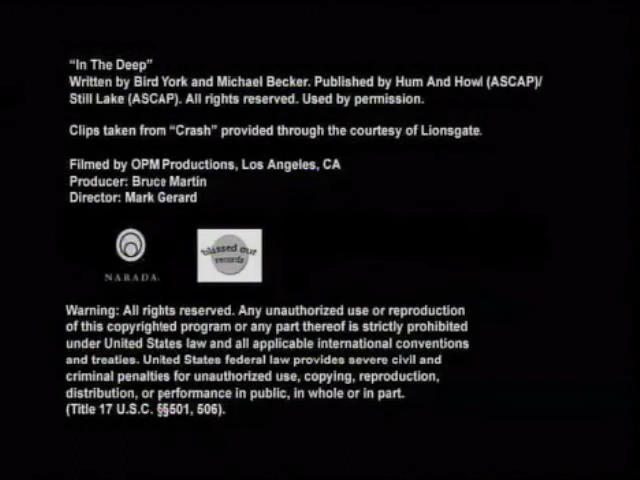 “In The Deep”
Written by Bird York and Michael Becker. Published by Hum And Howl (ASCAP)/
Still Lake (ASCAP). All rights reserved. Used by permission.
Clips taken from “Crash” provided through the courtesy of Lionsgate.
Filmed by OPM Productions, Los Angeles, CA
Producer: Bruce Martin
Director: Mark Gerard
NARADA.
blissed out
records
Warning: All rights reserved. Any unauthorized use or reproduction
of this copyrighted program or any part thereof is strictly prohibited
under United States law and all applicable international conventions
and treaties. United States federal law provides severe civil and
criminal penalties for unauthorized use, copying, reproduction,
distribution, or performance in public, in whole or in part.
(Title 17 U.S.C. §§501, 506).